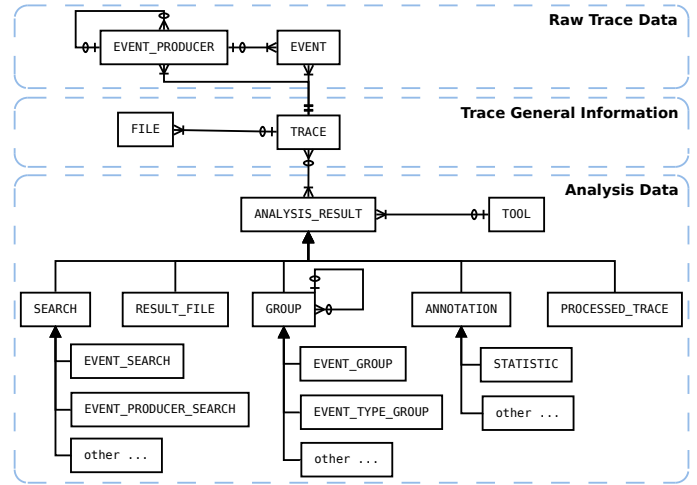 Raw Trace Data
EVENT_PRODUCER
EVENT
Trace General Information
FILE
TRACE
Analysis Data
ANALYSIS_RESULT
TOOL
SEARCH
RESULT_FILE
GROUP
ANNOTATION
PROCESSED_TRACE
EVENT_SEARCH
EVENT_GROUP
STATISTIC
EVENT_PRODUCER_SEARCH
EVENT_TYPE_GROUP
other ...
other ...
other ...